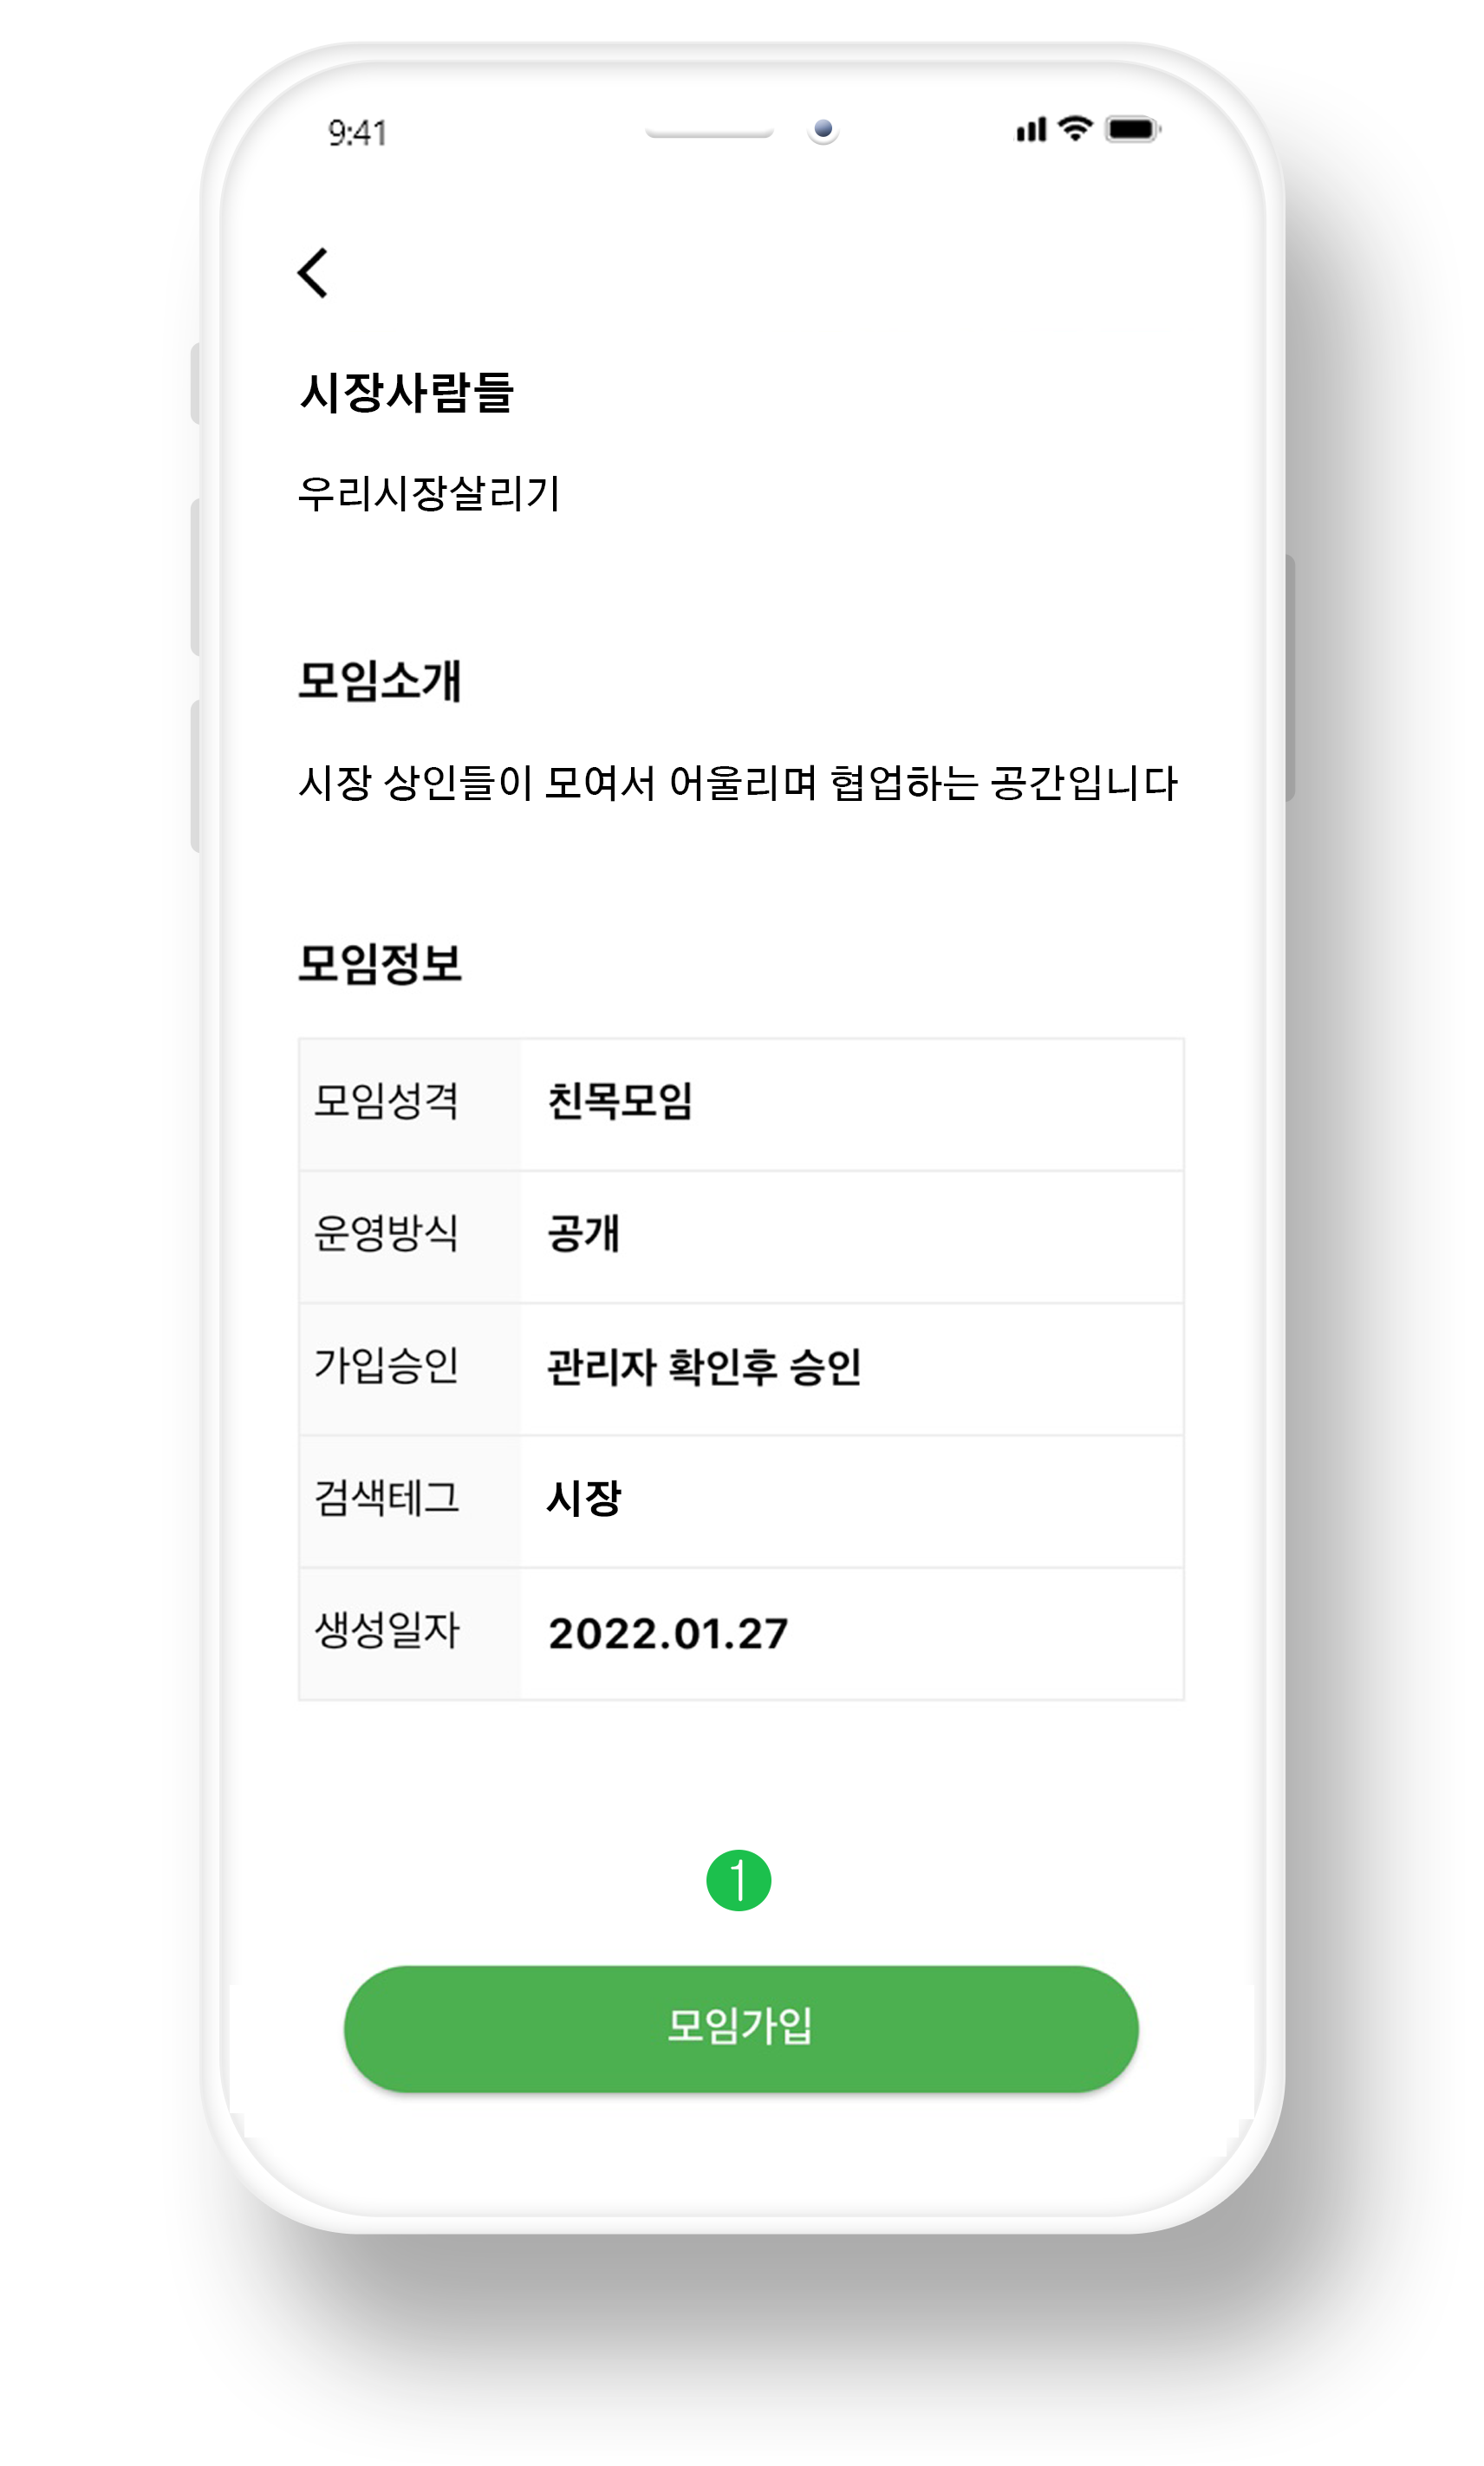 9:41
시장사람들
우리시장살리기
모임소개
시장 상인들이 모여서 어울리며 협업하는 공간입니다
모임정보
모임성격 친목모임
운영방식 공개
가입승인 관리자 확인후 승인
검색테그 시장
생성일자 2022.01.27
1
모임가입